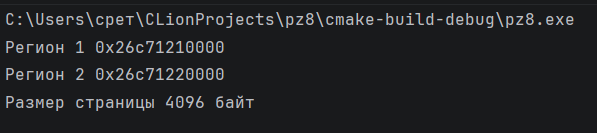 C:\Users\срет\CLionProjects\pz8\cmake-build-debug\pz8.exe
Регион 1 0x26c71210000
Регион 2 0x26c71220000
Размер страницы 4096 байт